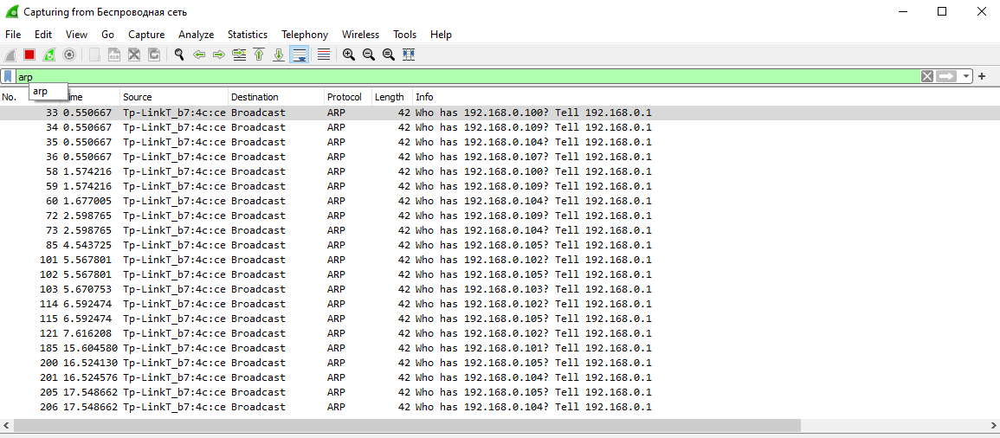 Capturing from Беспроводная сеть
File Edit View Go Capture Analyze Statistics Telephony Wireless Tools Help
arp
arp
No. Time Source Destination Protocol Length Info
33 0.550667 Tp-LinkT_b7:4c:ce Broadcast ARP 42 Who has 192.168.0.100? Tell 192.168.0.1
34 0.550667 Tp-LinkT_b7:4c:ce Broadcast ARP 42 Who has 192.168.0.109? Tell 192.168.0.1
35 0.550667 Tp-LinkT_b7:4c:ce Broadcast ARP 42 Who has 192.168.0.104? Tell 192.168.0.1
36 0.550667 Tp-LinkT_b7:4c:ce Broadcast ARP 42 Who has 192.168.0.107? Tell 192.168.0.1
58 1.574216 Tp-LinkT_b7:4c:ce Broadcast ARP 42 Who has 192.168.0.100? Tell 192.168.0.1
59 1.574216 Tp-LinkT_b7:4c:ce Broadcast ARP 42 Who has 192.168.0.109? Tell 192.168.0.1
60 1.677005 Tp-LinkT_b7:4c:ce Broadcast ARP 42 Who has 192.168.0.104? Tell 192.168.0.1
72 2.598765 Tp-LinkT_b7:4c:ce Broadcast ARP 42 Who has 192.168.0.109? Tell 192.168.0.1
73 2.598765 Tp-LinkT_b7:4c:ce Broadcast ARP 42 Who has 192.168.0.104? Tell 192.168.0.1
85 4.543725 Tp-LinkT_b7:4c:ce Broadcast ARP 42 Who has 192.168.0.105? Tell 192.168.0.1
101 5.567801 Tp-LinkT_b7:4c:ce Broadcast ARP 42 Who has 192.168.0.102? Tell 192.168.0.1
102 5.567801 Tp-LinkT_b7:4c:ce Broadcast ARP 42 Who has 192.168.0.105? Tell 192.168.0.1
103 5.670753 Tp-LinkT_b7:4c:ce Broadcast ARP 42 Who has 192.168.0.103? Tell 192.168.0.1
114 6.592474 Tp-LinkT_b7:4c:ce Broadcast ARP 42 Who has 192.168.0.102? Tell 192.168.0.1
115 6.592474 Tp-LinkT_b7:4c:ce Broadcast ARP 42 Who has 192.168.0.105? Tell 192.168.0.1
121 7.616208 Tp-LinkT_b7:4c:ce Broadcast ARP 42 Who has 192.168.0.102? Tell 192.168.0.1
185 15.604580 Tp-LinkT_b7:4c:ce Broadcast ARP 42 Who has 192.168.0.101? Tell 192.168.0.1
200 16.524130 Tp-LinkT_b7:4c:ce Broadcast ARP 42 Who has 192.168.0.105? Tell 192.168.0.1
201 16.524576 Tp-LinkT_b7:4c:ce Broadcast ARP 42 Who has 192.168.0.104? Tell 192.168.0.1
205 17.548662 Tp-LinkT_b7:4c:ce Broadcast ARP 42 Who has 192.168.0.105? Tell 192.168.0.1
206 17.548662 Tp-LinkT_b7:4c:ce Broadcast ARP 42 Who has 192.168.0.104? Tell 192.168.0.1